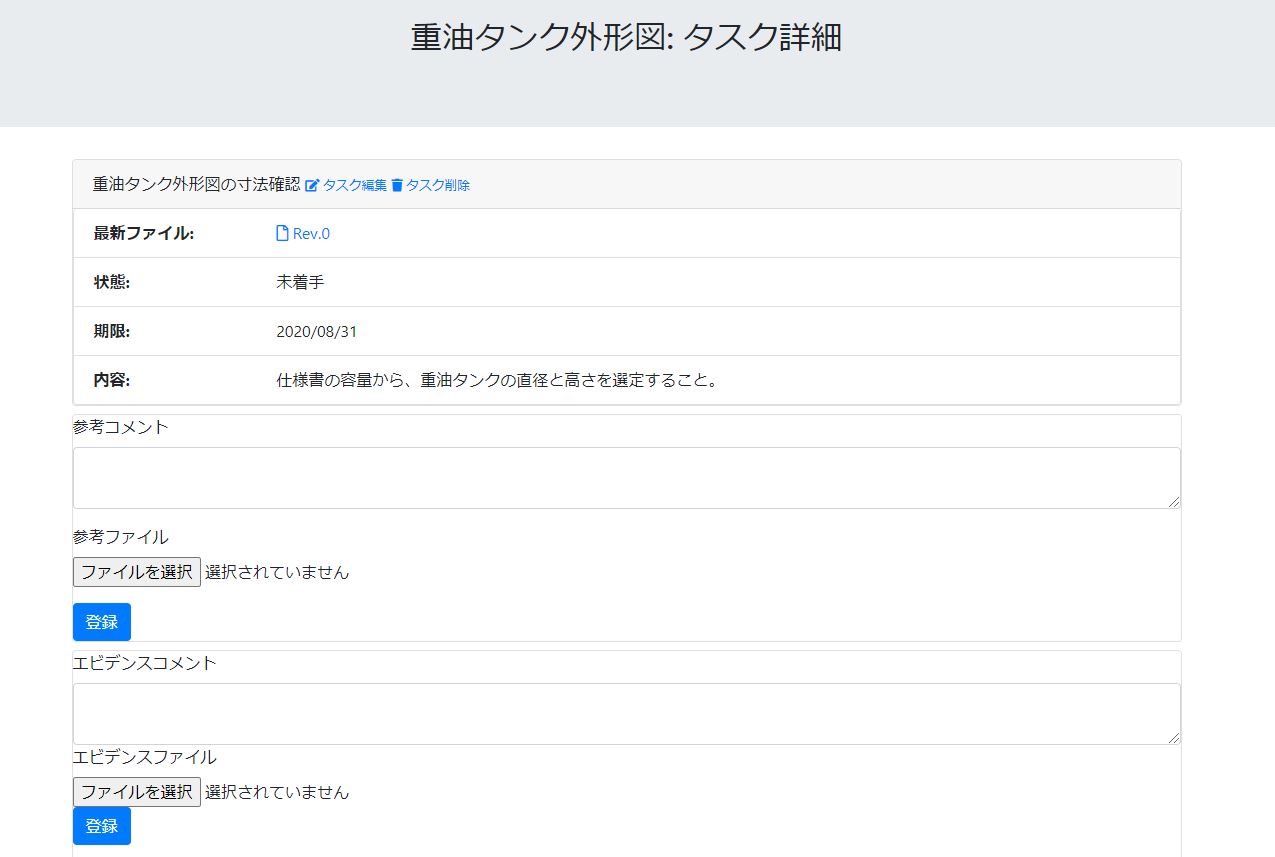 重油タンク外形図: タスク詳細
重油タンク外形図の寸法確認 タスク編集 タスク削除
最新ファイル: Rev.0
状態: 未着手
期限: 2020/08/31
内容: 仕様書の容量から、重油タンクの直径と高さを選定すること。
参考コメント
参考ファイル
ファイルを選択 選択されていません
登録
エビデンスコメント
エビデンスファイル
ファイルを選択 選択されていません
登録